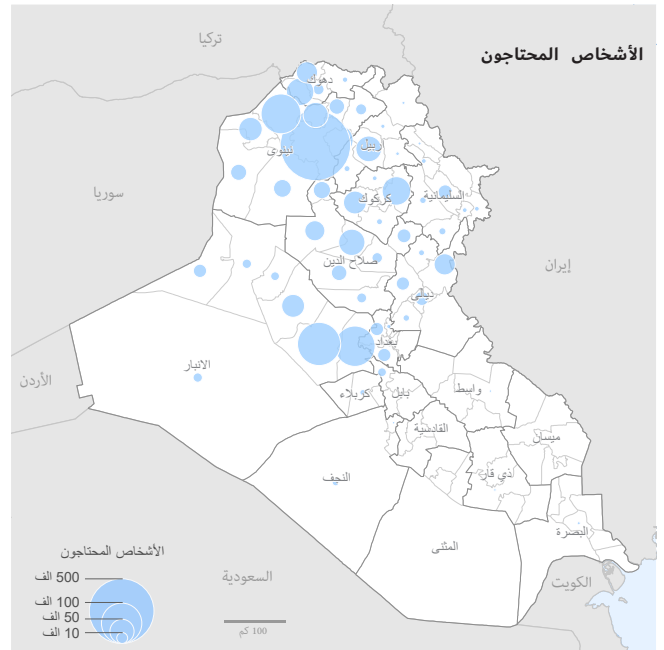 الأشخاص المحتاجون
تركيا
دهوك
نينوى
اربيل
سوريا
كركوك
السليمانية
صلاح الدين
إيران
ديالى
الانبار
بغداد
الأردن
كربلاء
بابل
واسط
القادسية
ميسان
النجف
ذي قار
المثنى
البصرة
السعودية
الكويت
الأشخاص المحتاجون
500 الف
100 الف
50 الف
10 الف
100 كم